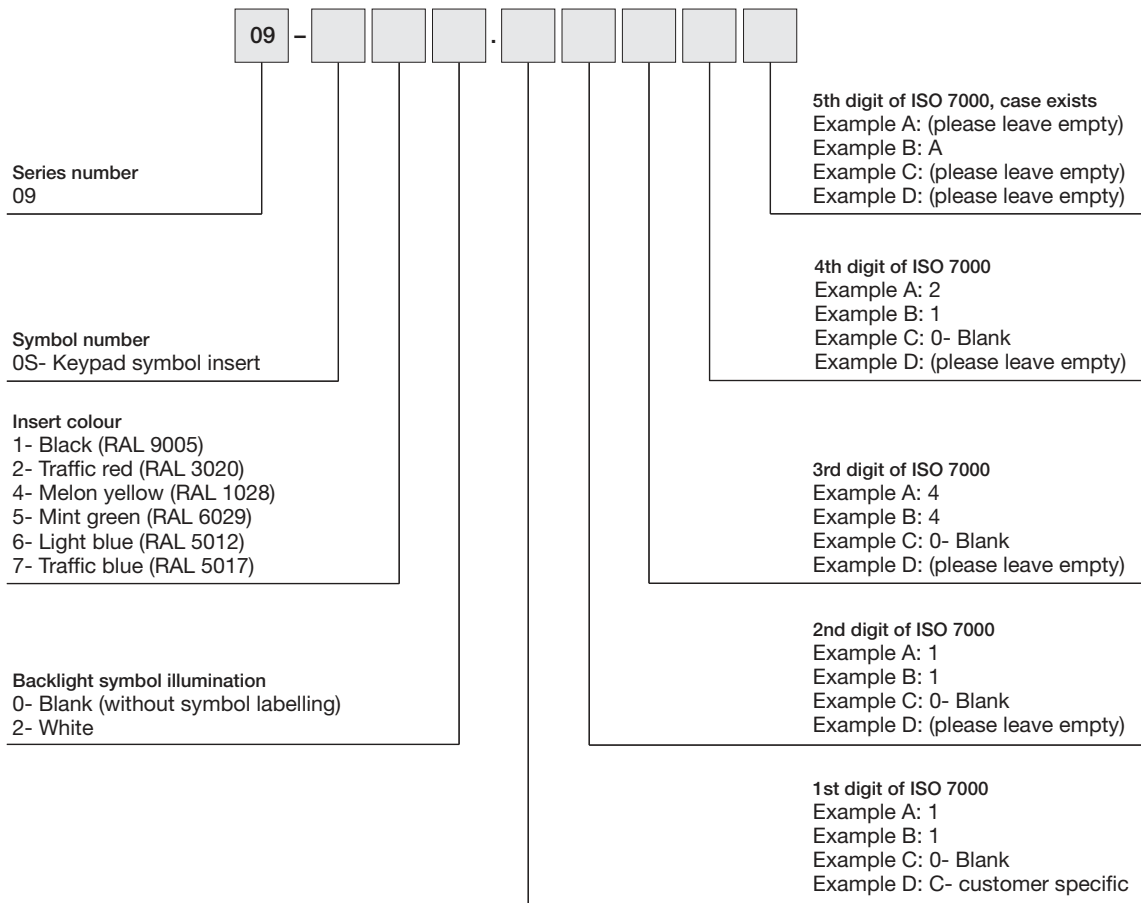 09 – .
Series number
09
Symbol number
0S- Keypad symbol insert
Insert colour
1- Black (RAL 9005)
2- Traffic red (RAL 3020)
4- Melon yellow (RAL 1028)
5- Mint green (RAL 6029)
6- Light blue (RAL 5012)
7- Traffic blue (RAL 5017)
Backlight symbol illumination
0- Blank (without symbol labelling)
2- White
5th digit of ISO 7000, case exists
Example A: (please leave empty)
Example B: A
Example C: (please leave empty)
Example D: (please leave empty)
4th digit of ISO 7000
Example A: 2
Example B: 1
Example C: 0- Blank
Example D: (please leave empty)
3rd digit of ISO 7000
Example A: 4
Example B: 4
Example C: 0- Blank
Example D: (please leave empty)
2nd digit of ISO 7000
Example A: 1
Example B: 1
Example C: 0- Blank
Example D: (please leave empty)
1st digit of ISO 7000
Example A: 1
Example B: 1
Example C: 0- Blank
Example D: C- customer specific